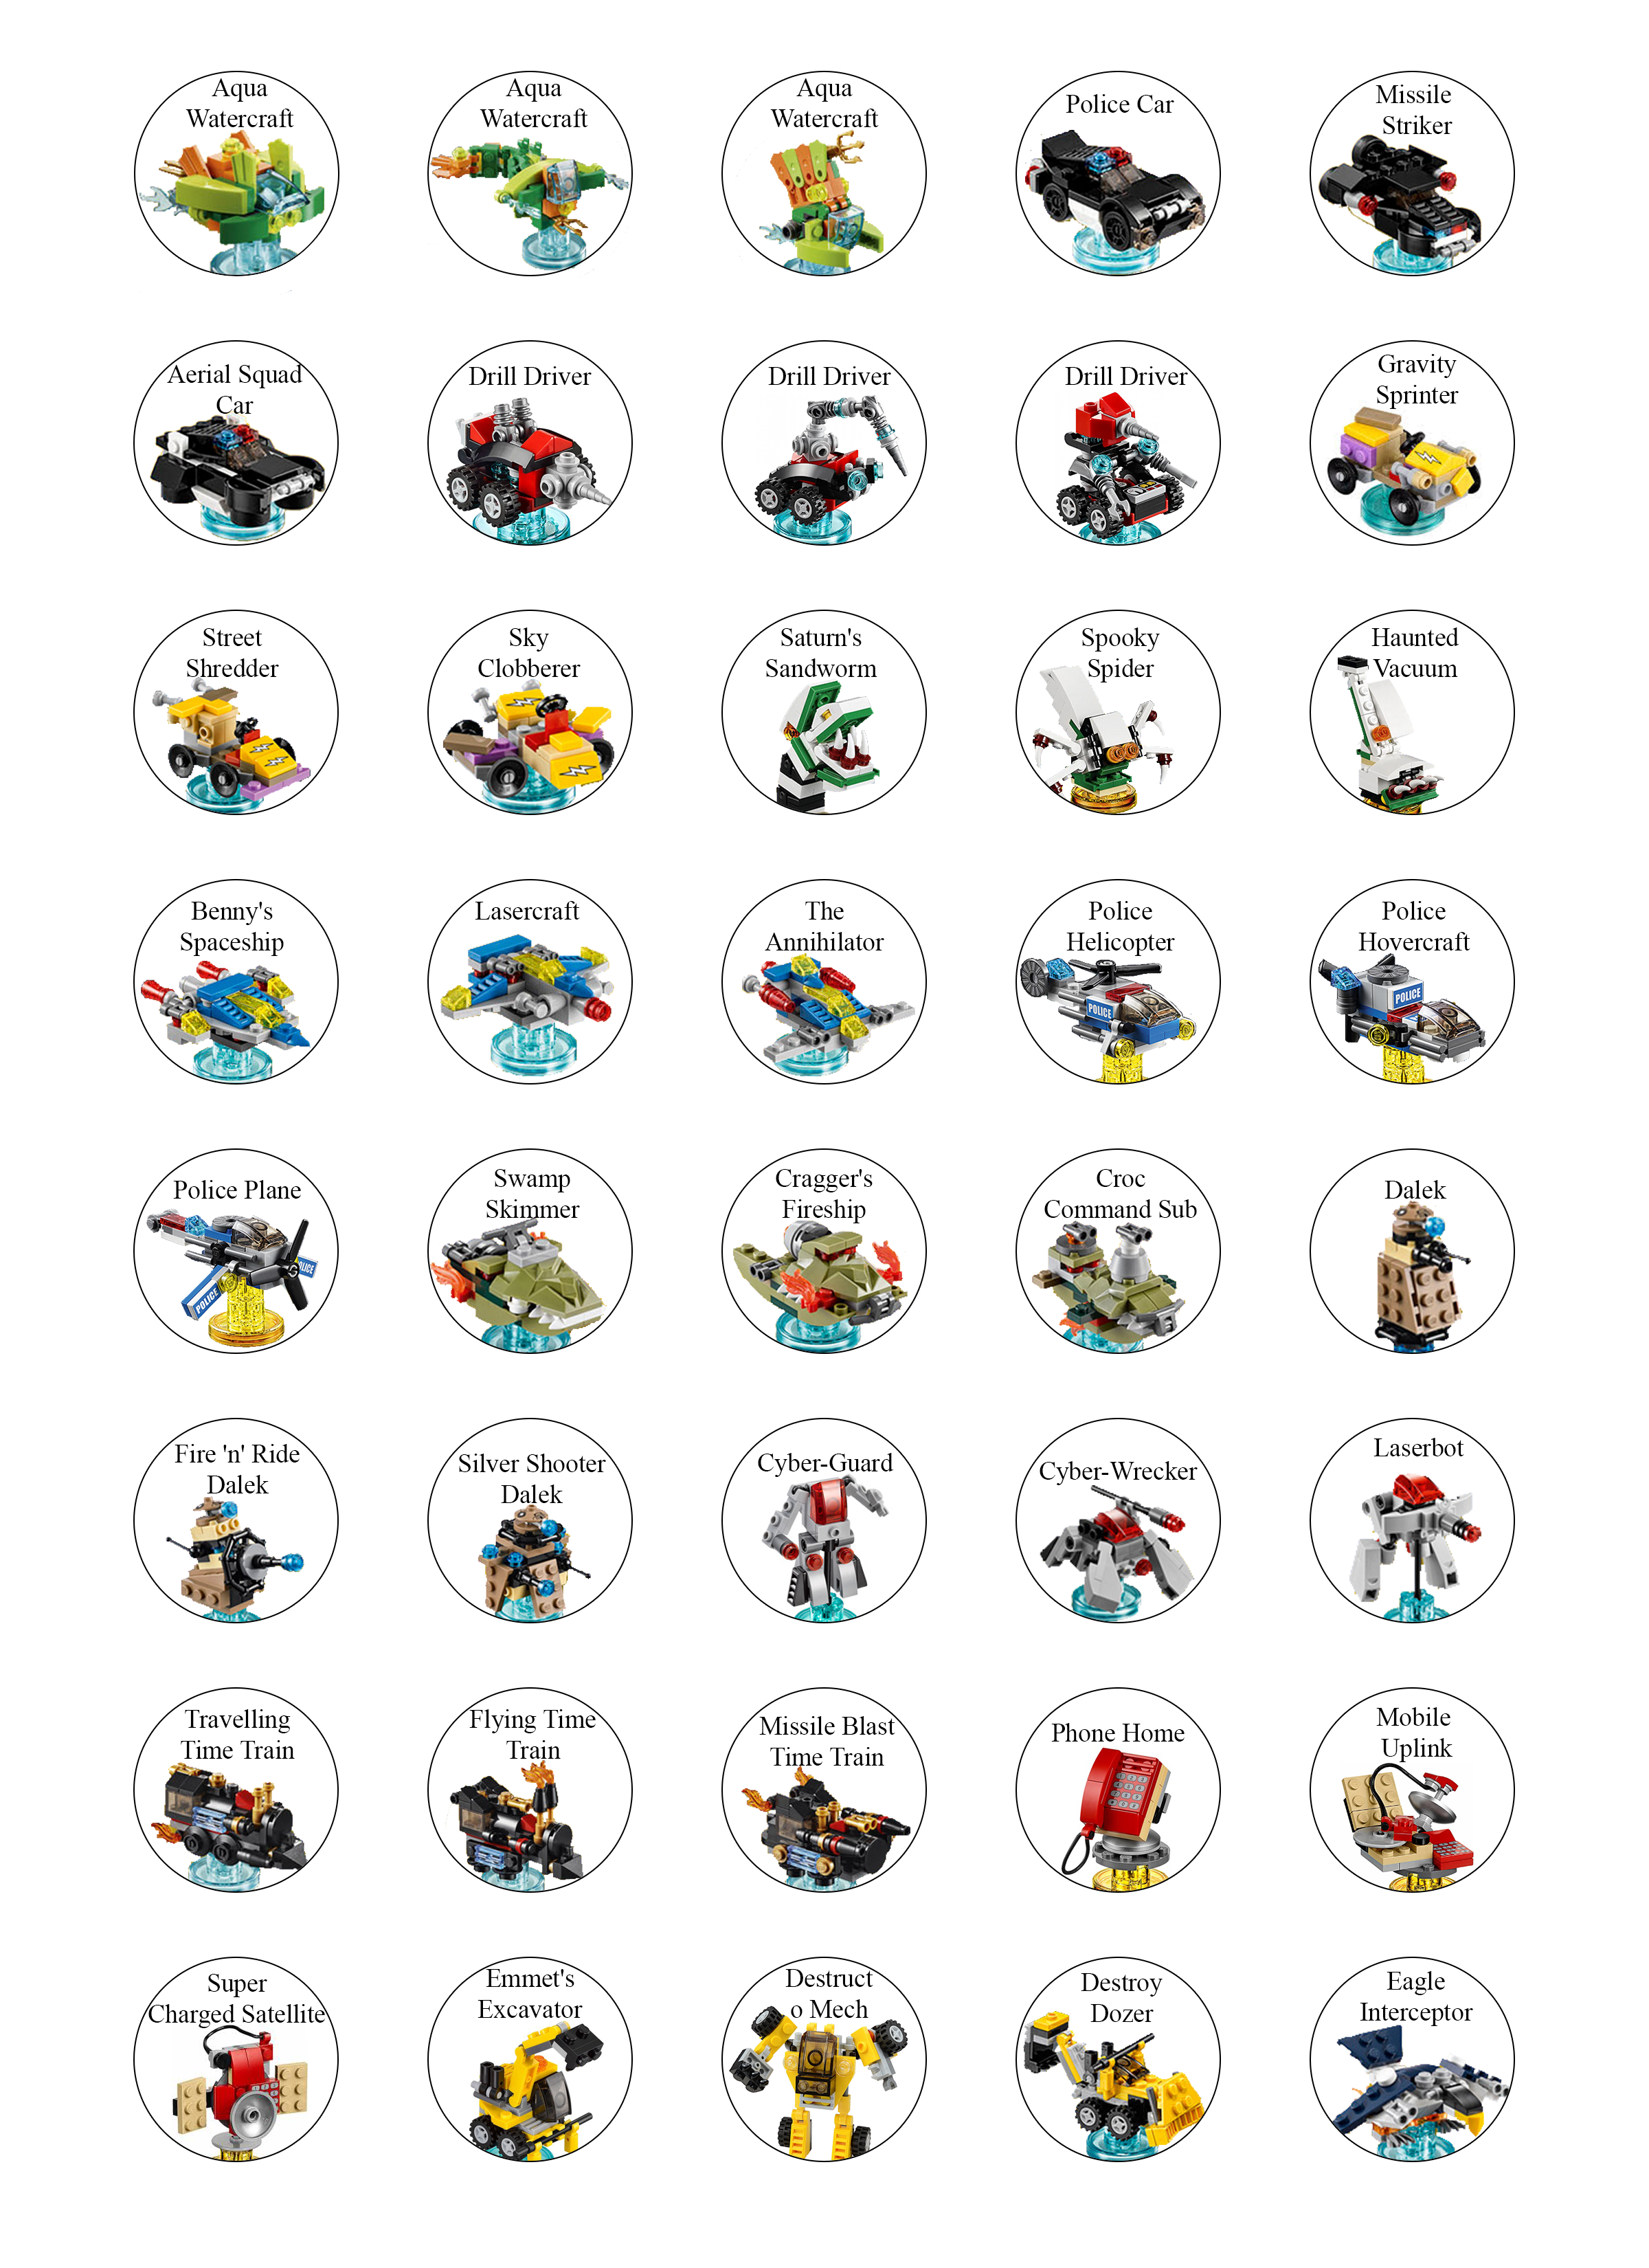 Aqua
Watercraft
Aqua
Watercraft
Aqua
Watercraft
Police Car
Missile
Striker
Aerial Squad
Car
Drill Driver
Drill Driver
Drill Driver
Gravity
Sprinter
Street
Shredder
Sky
Clobberer
Saturn's
Sandworm
Spooky
Spider
Haunted
Vacuum
Benny's
Spaceship
Lasercraft
The
Annihilator
Police
Helicopter
POLICE
Police
Hovercraft
POLICE
Police Plane
POLICE
POLICE
Swamp
Skimmer
Cragger's
Fireship
Croc
Command Sub
Dalek
Fire 'n' Ride
Dalek
Silver Shooter
Dalek
Cyber-Guard
Cyber-Wrecker
Laserbot
Travelling
Time Train
Flying Time
Train
Missile Blast
Time Train
Phone Home
Mobile
Uplink
Super
Charged Satellite
Emmet's
Excavator
Destruct
o Mech
Destroy
Dozer
Eagle
Interceptor